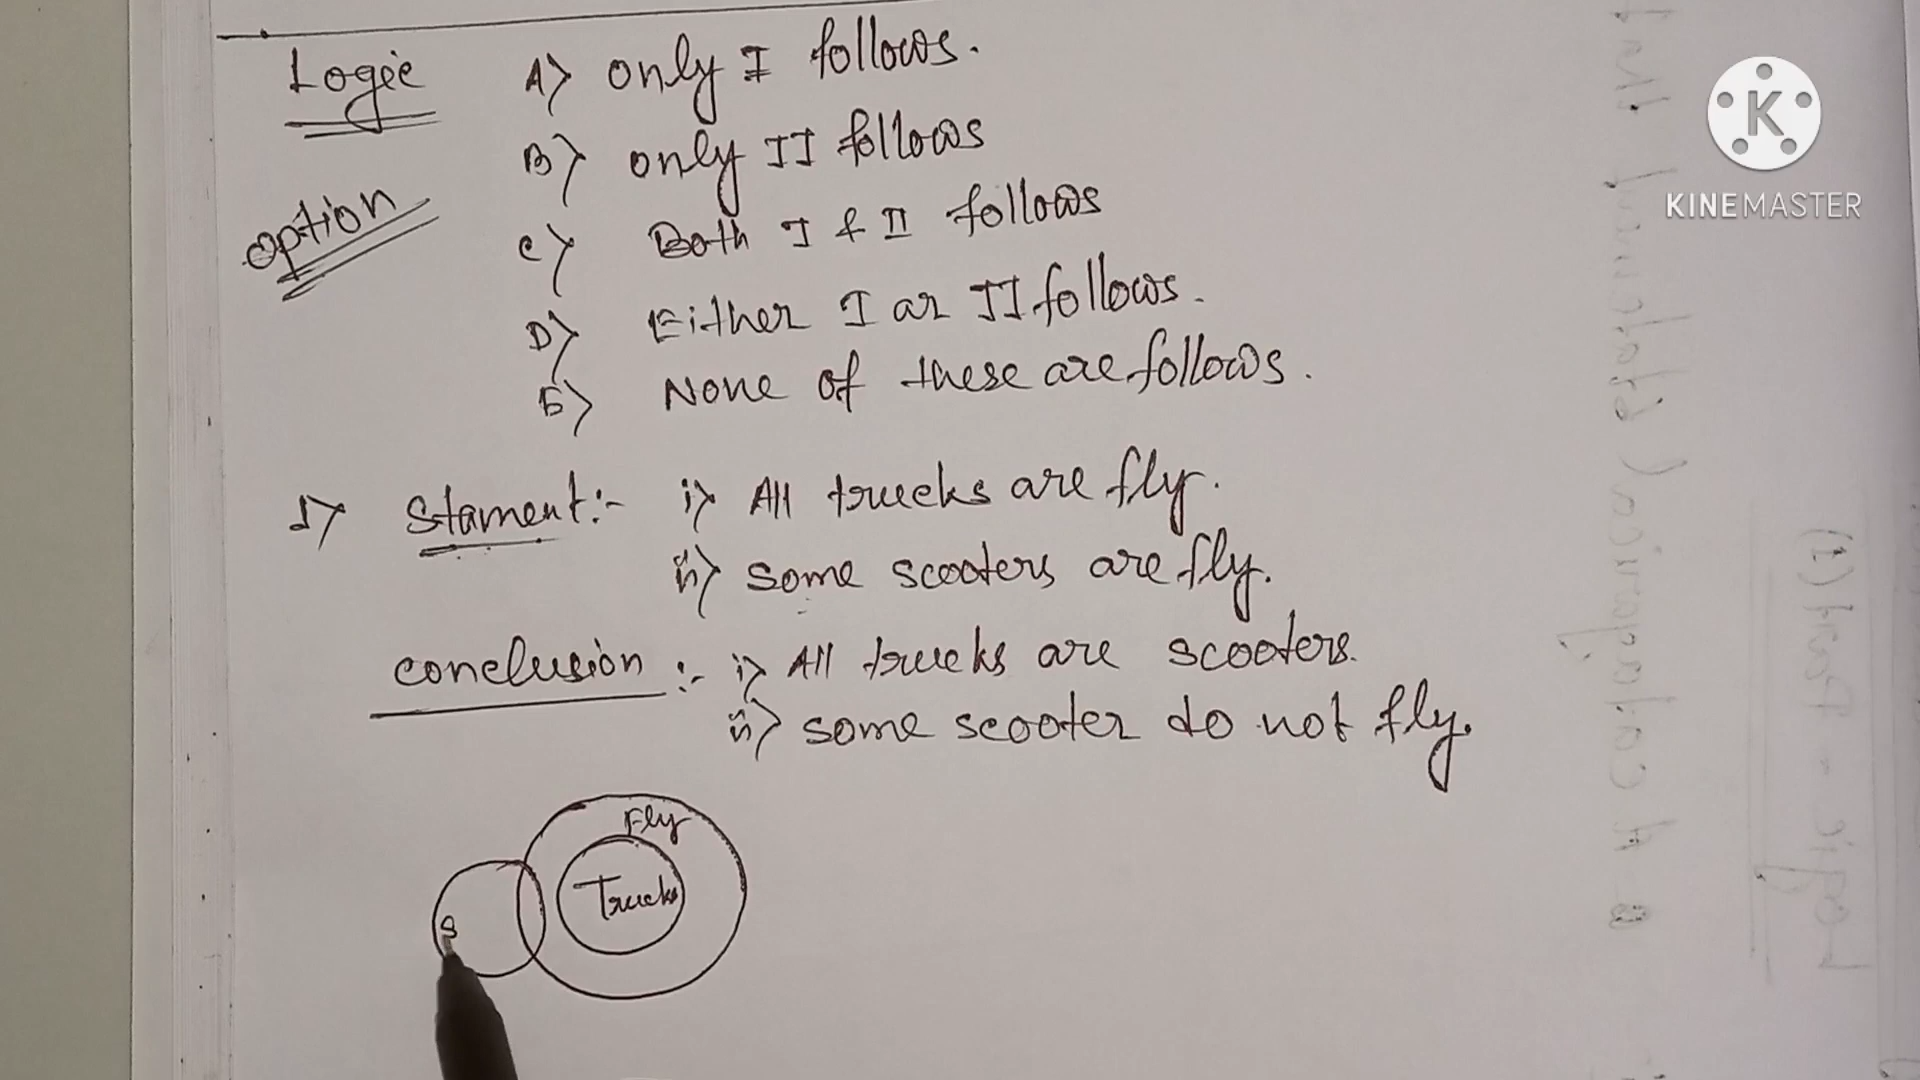 Logic
A) only I follows.
B) only II follows
option
C) Both I & II follows
D) Either I ar II follows.
E) None of these are follows.
1) Stament:- i) All trucks are fly.
ii) some scooters are fly.
conclusion:- i) All trucks are scooters.
ii) some scooter do not fly.
Fly
Trucks
S
K
KINEMASTER